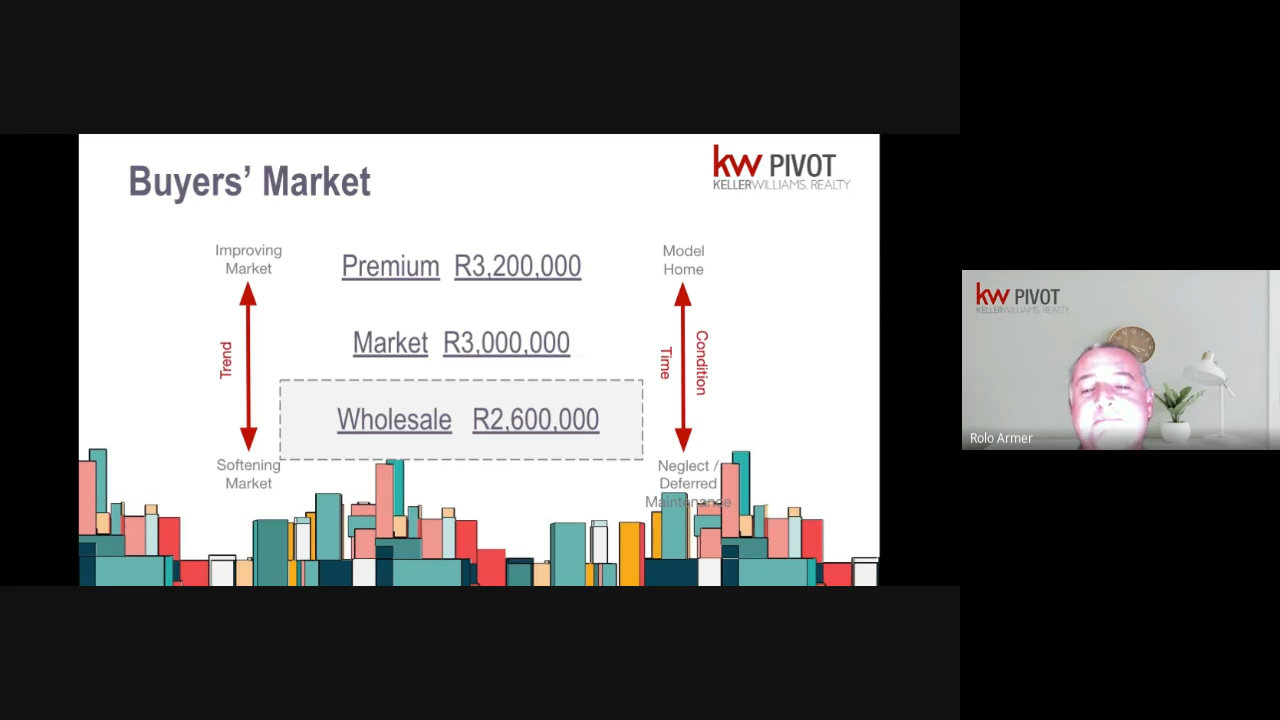 Buyers' Market
kw PIVOT
KELLERWILLIAMS. REALTY
Improving
Market
Premium R3,200,000
Model
Home
Trend
Market R3,000,000
Time
Condition
Wholesale R2,600,000
Softening
Market
Neglect /
Deferred
Maintenance
kw PIVOT
KELLERWILLIAMS. REALTY
Rolo Armer